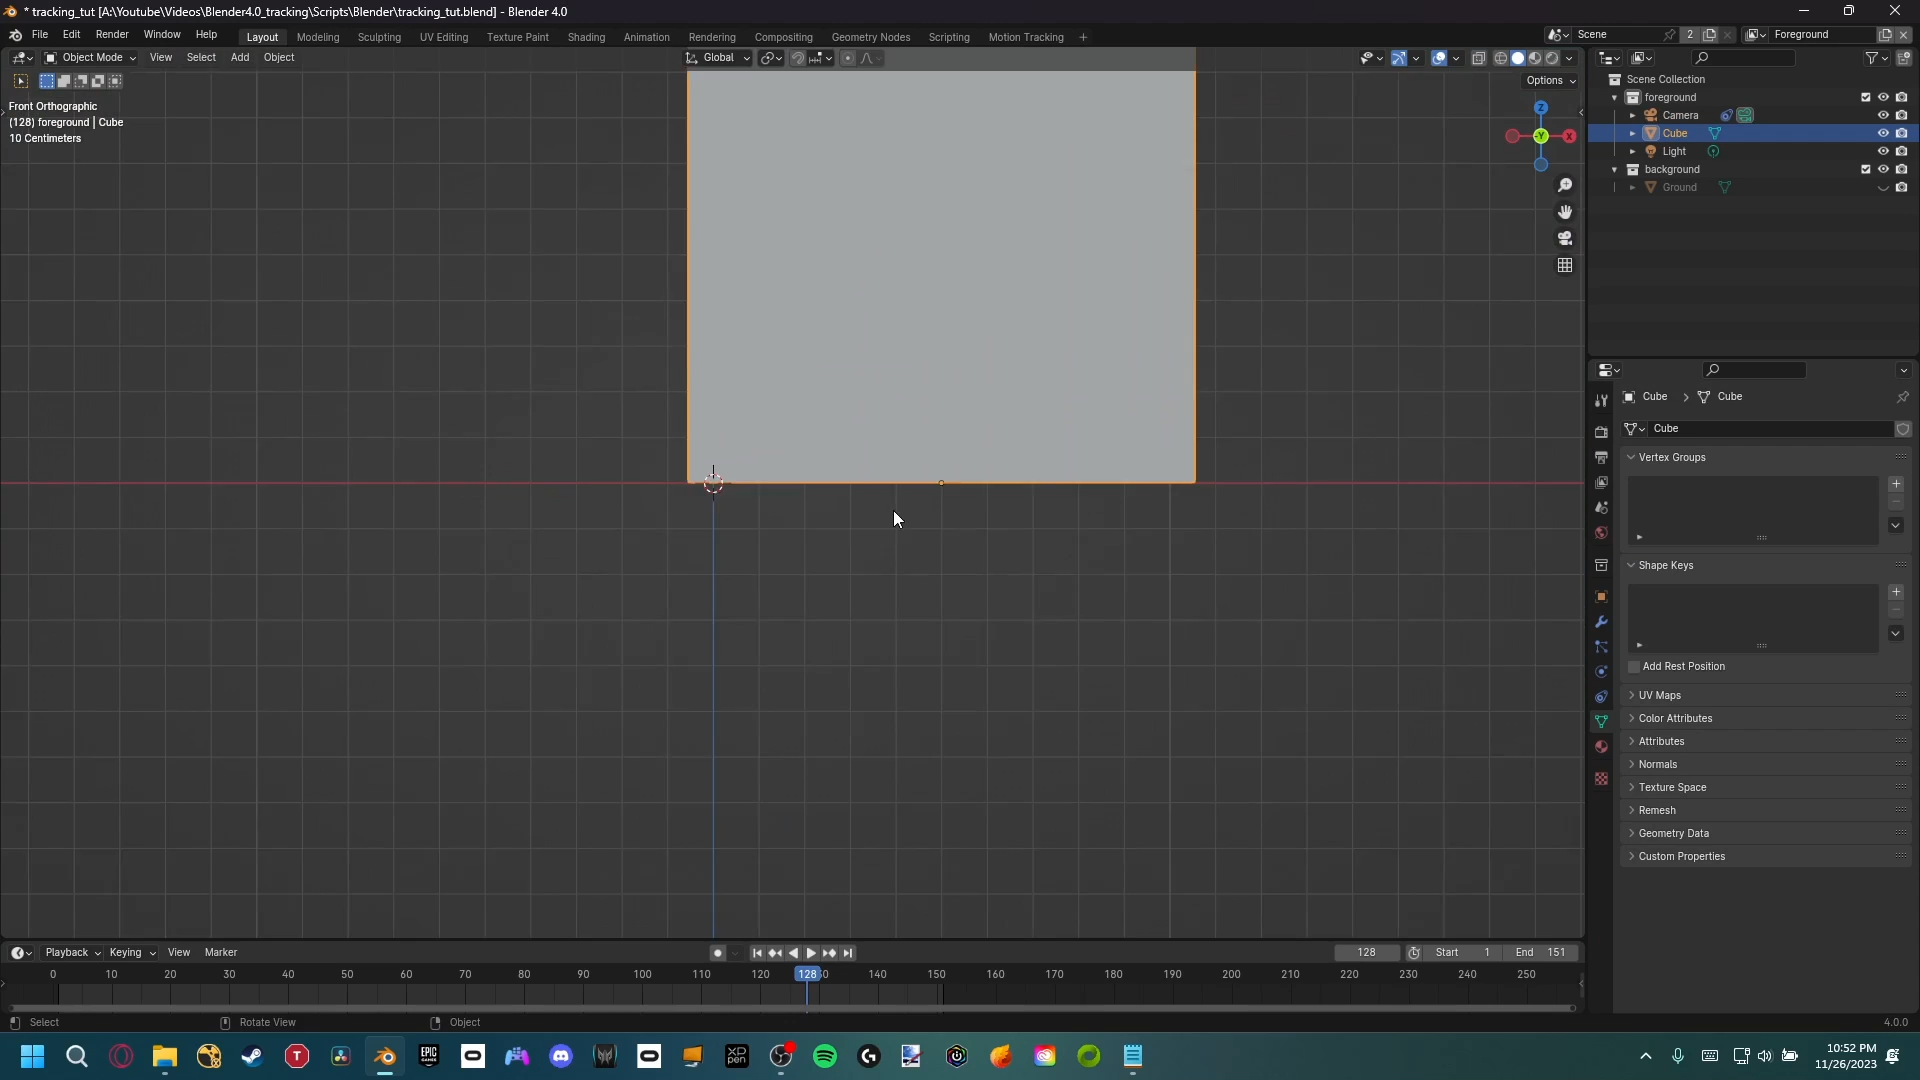 * tracking_tut [A:\Youtube\Videos\Blender4.0_tracking\Scripts\Blender\tracking_tut.blend] - Blender 4.0
File Edit Render Window Help Layout Modeling Sculpting UV Editing Texture Paint Shading Animation Rendering Compositing Geometry Nodes Scripting Motion Tracking + Scene 2 Foreground
Object Mode View Select Add Object Global
Options
Front Orthographic
(128) foreground | Cube
10 Centimeters
Z
-Y X
Scene Collection
foreground
Camera
Cube
Light
background
Ground
Cube > Cube
Cube
Vertex Groups
Shape Keys
Add Rest Position
UV Maps
Color Attributes
Attributes
Normals
Texture Space
Remesh
Geometry Data
Custom Properties
Playback Keying View Marker 128 Start 1 End 151
0 10 20 30 40 50 60 70 80 90 100 110 120 128 140 150 160 170 180 190 200 210 220 230 240 250
Select Rotate View Object 4.0.0
T
EPIC GAMES
XD PEN
10:52 PM
11/26/2023